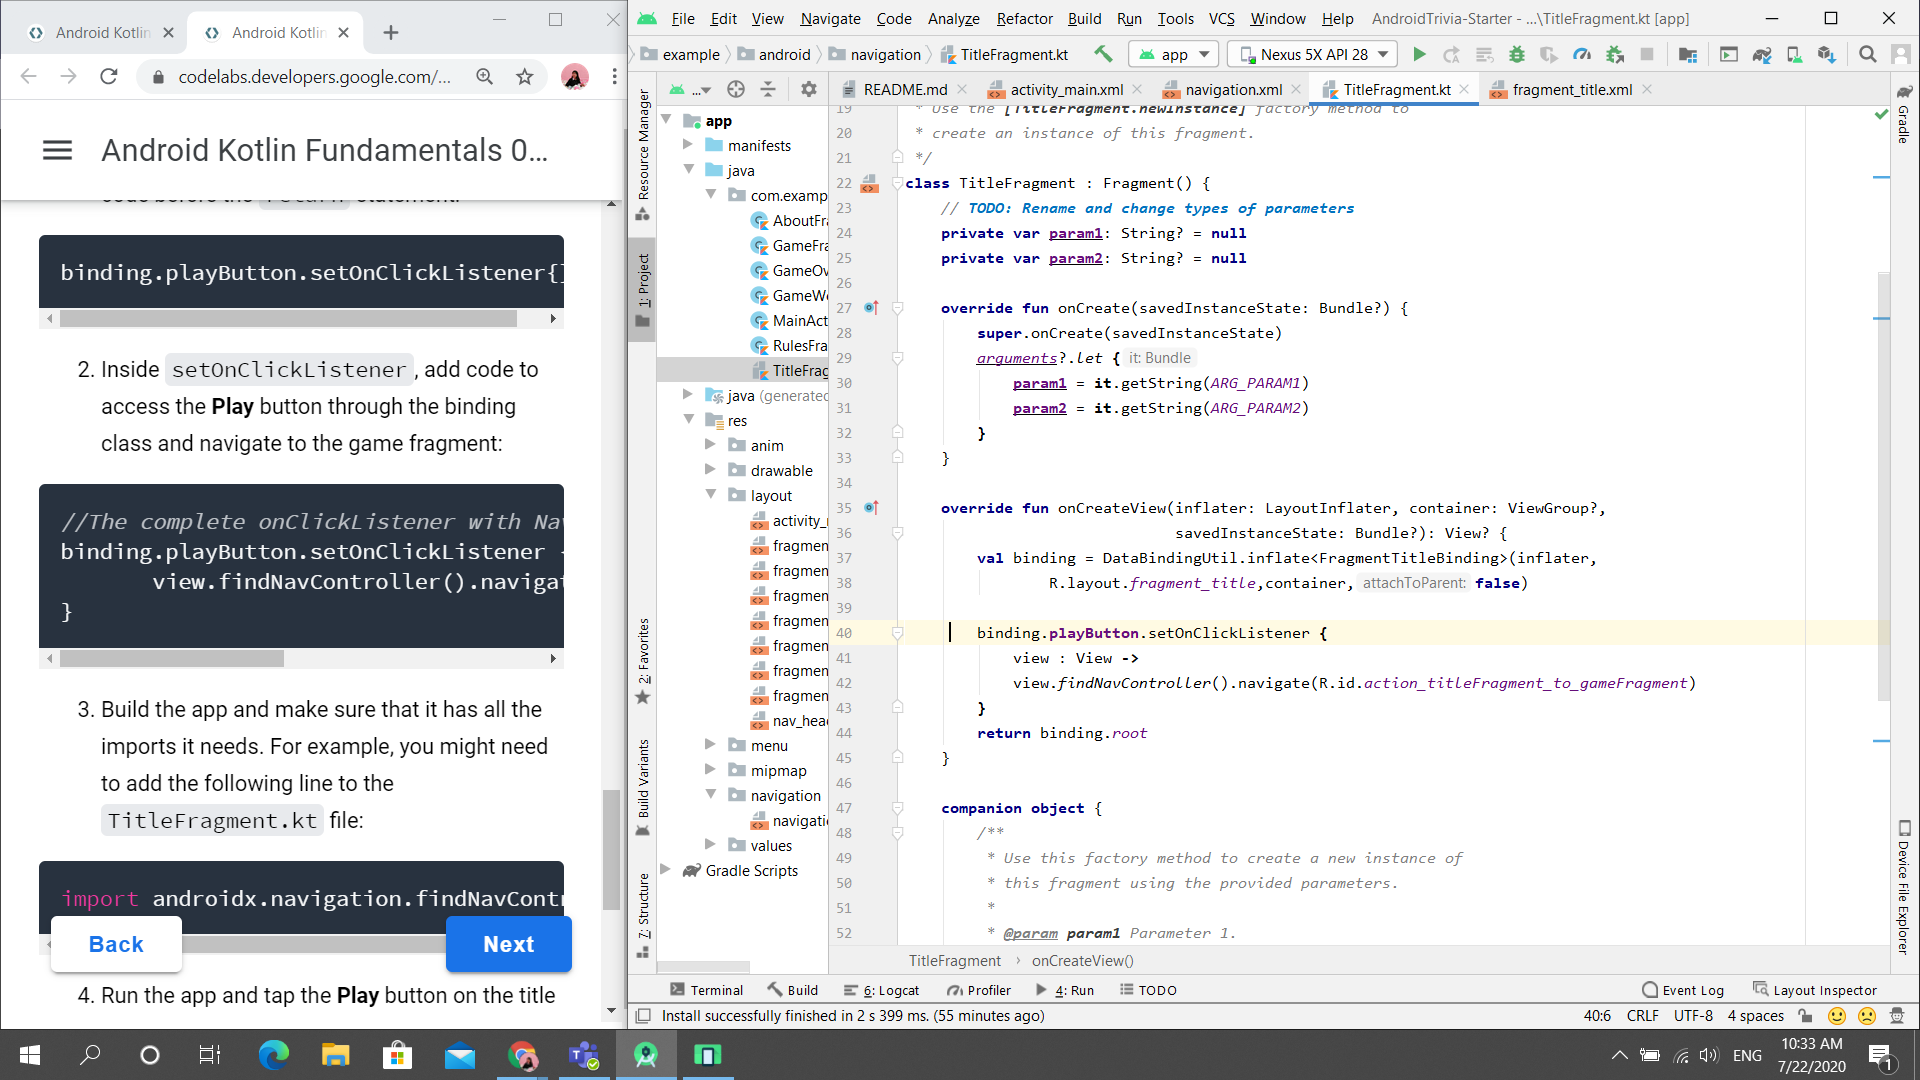 Android Kotlin
Android Kotlin
codelabs.developers.google.com/...
Android Kotlin Fundamentals 0...
code before the return statement.
binding.playButton.setOnClickListener{}
2. Inside setOnClickListener, add code to
access the Play button through the binding
class and navigate to the game fragment:
//The complete onClickListener with Nav
binding.playButton.setOnClickListener {
view.findNavController().navigat
}
3. Build the app and make sure that it has all the
imports it needs. For example, you might need
to add the following line to the
TitleFragment.kt file:
import androidx.navigation.findNavContr
Back
Next
4. Run the app and tap the Play button on the title
File Edit View Navigate Code Analyze Refactor Build Run Tools VCS Window Help AndroidTrivia-Starter - ...\TitleFragment.kt [app]
example android navigation TitleFragment.kt app Nexus 5X API 28
...
README.md activity_main.xml navigation.xml TitleFragment.kt fragment_title.xml
Resource Manager
1: Project
2: Favorites
Build Variants
7: Structure
app
manifests
java
com.examp
AboutFra
GameFra
GameOv
GameWo
MainAct
RulesFra
TitleFrag
java (generated
res
anim
drawable
layout
activity_
fragmen
fragmen
fragmen
fragmen
fragmen
fragmen
fragmen
nav_head
menu
mipmap
navigation
navigatio
values
Gradle Scripts
19 * Use the [TitleFragment.newInstance] factory method to
20 * create an instance of this fragment.
21 */
22 class TitleFragment : Fragment() {
23 // TODO: Rename and change types of parameters
24 private var param1: String? = null
25 private var param2: String? = null
26
27 override fun onCreate(savedInstanceState: Bundle?) {
28 super.onCreate(savedInstanceState)
29 arguments?.let { it: Bundle
30 param1 = it.getString(ARG_PARAM1)
31 param2 = it.getString(ARG_PARAM2)
32 }
33 }
34
35 override fun onCreateView(inflater: LayoutInflater, container: ViewGroup?,
36 savedInstanceState: Bundle?): View? {
37 val binding = DataBindingUtil.inflate<FragmentTitleBinding>(inflater,
38 R.layout.fragment_title,container, attachToParent: false)
39
40 binding.playButton.setOnClickListener {
41 view : View ->
42 view.findNavController().navigate(R.id.action_titleFragment_to_gameFragment)
43 }
44 return binding.root
45 }
46
47 companion object {
48 /**
49 * Use this factory method to create a new instance of
50 * this fragment using the provided parameters.
51 *
52 * @param param1 Parameter 1.
TitleFragment › onCreateView()
Gradle
Device File Explorer
Terminal Build 6: Logcat Profiler 4: Run TODO Event Log Layout Inspector
Install successfully finished in 2 s 399 ms. (55 minutes ago) 40:6 CRLF UTF-8 4 spaces
ENG 10:33 AM
7/22/2020
1